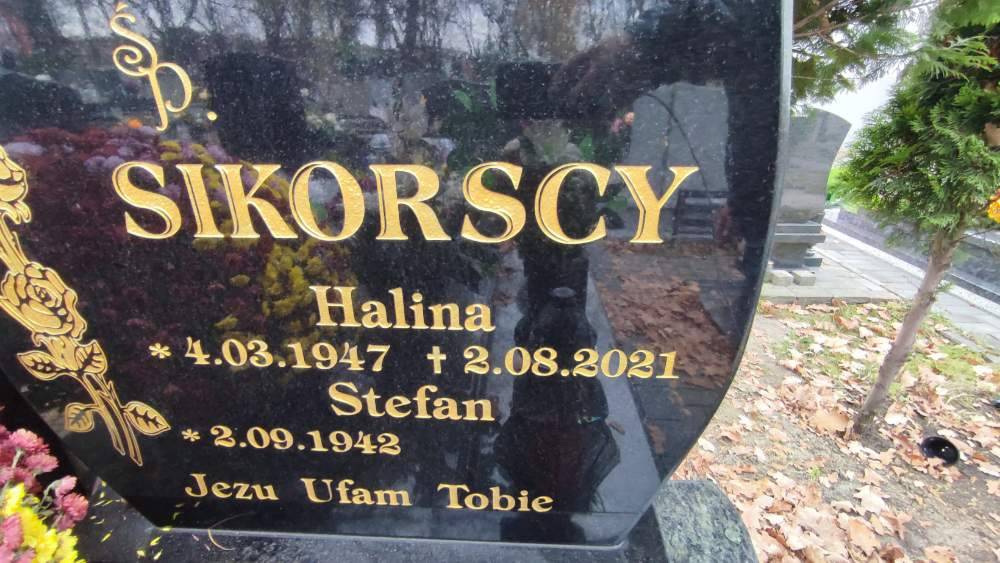 Śp.
SIKORSCY
Halina
* 4.03.1947 † 2.08.2021
Stefan
* 2.09.1942
Jezu Ufam Tobie